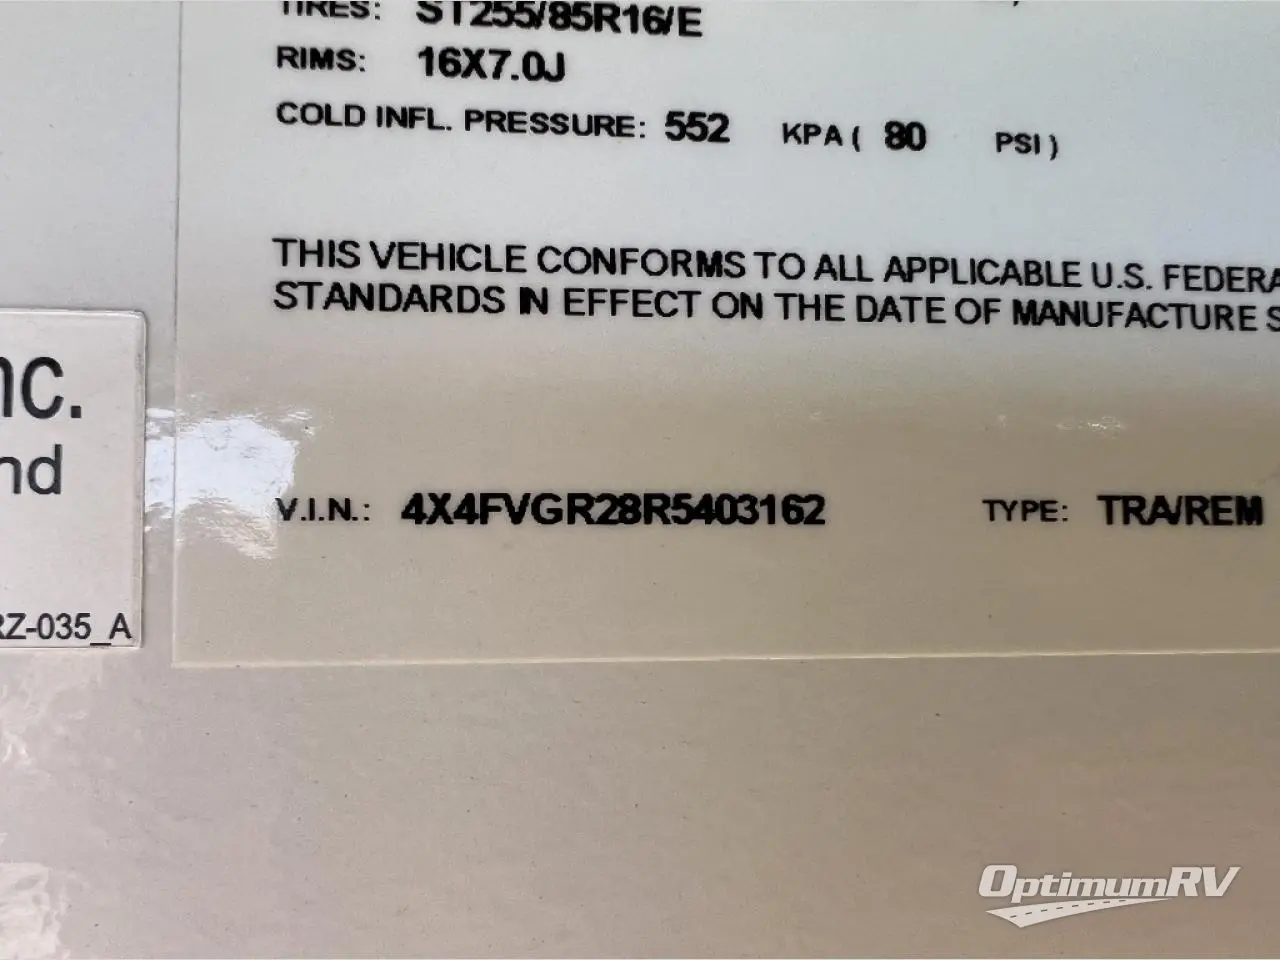 TIRES: ST255/85R16/E
RIMS: 16X7.0J
COLD INFL. PRESSURE: 552 KPA ( 80 PSI )
THIS VEHICLE CONFORMS TO ALL APPLICABLE U.S. FEDERA
STANDARDS IN EFFECT ON THE DATE OF MANUFACTURE S
nc.
nd
V.I.N.: 4X4FVGR28R5403162 TYPE: TRA/REM
RZ-035_A
OptimumRV